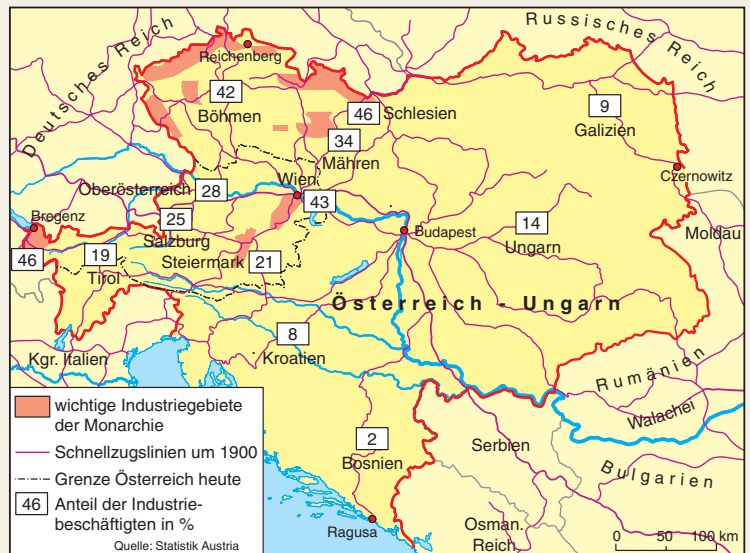 Russisches Reich
Deutsches Reich
Reichenberg
42
Böhmen
46
Schlesien
9
Galizien
34
Mähren
Czernowitz
Oberösterreich
28
Wien
43
Bregenz
25
Salzburg
14
Ungarn
Budapest
Moldau
46
19
Tirol
Steiermark
21
Österreich - Ungarn
8
Kroatien
Kgr. Italien
Rumänien
Walachei
2
Bosnien
Serbien
Bulgarien
Ragusa
Osman.
Reich
wichtige Industriegebiete
der Monarchie
Schnellzugslinien um 1900
Grenze Österreich heute
46
Anteil der Industrie-
beschäftigten in %
Quelle: Statistik Austria
0 50 100 km